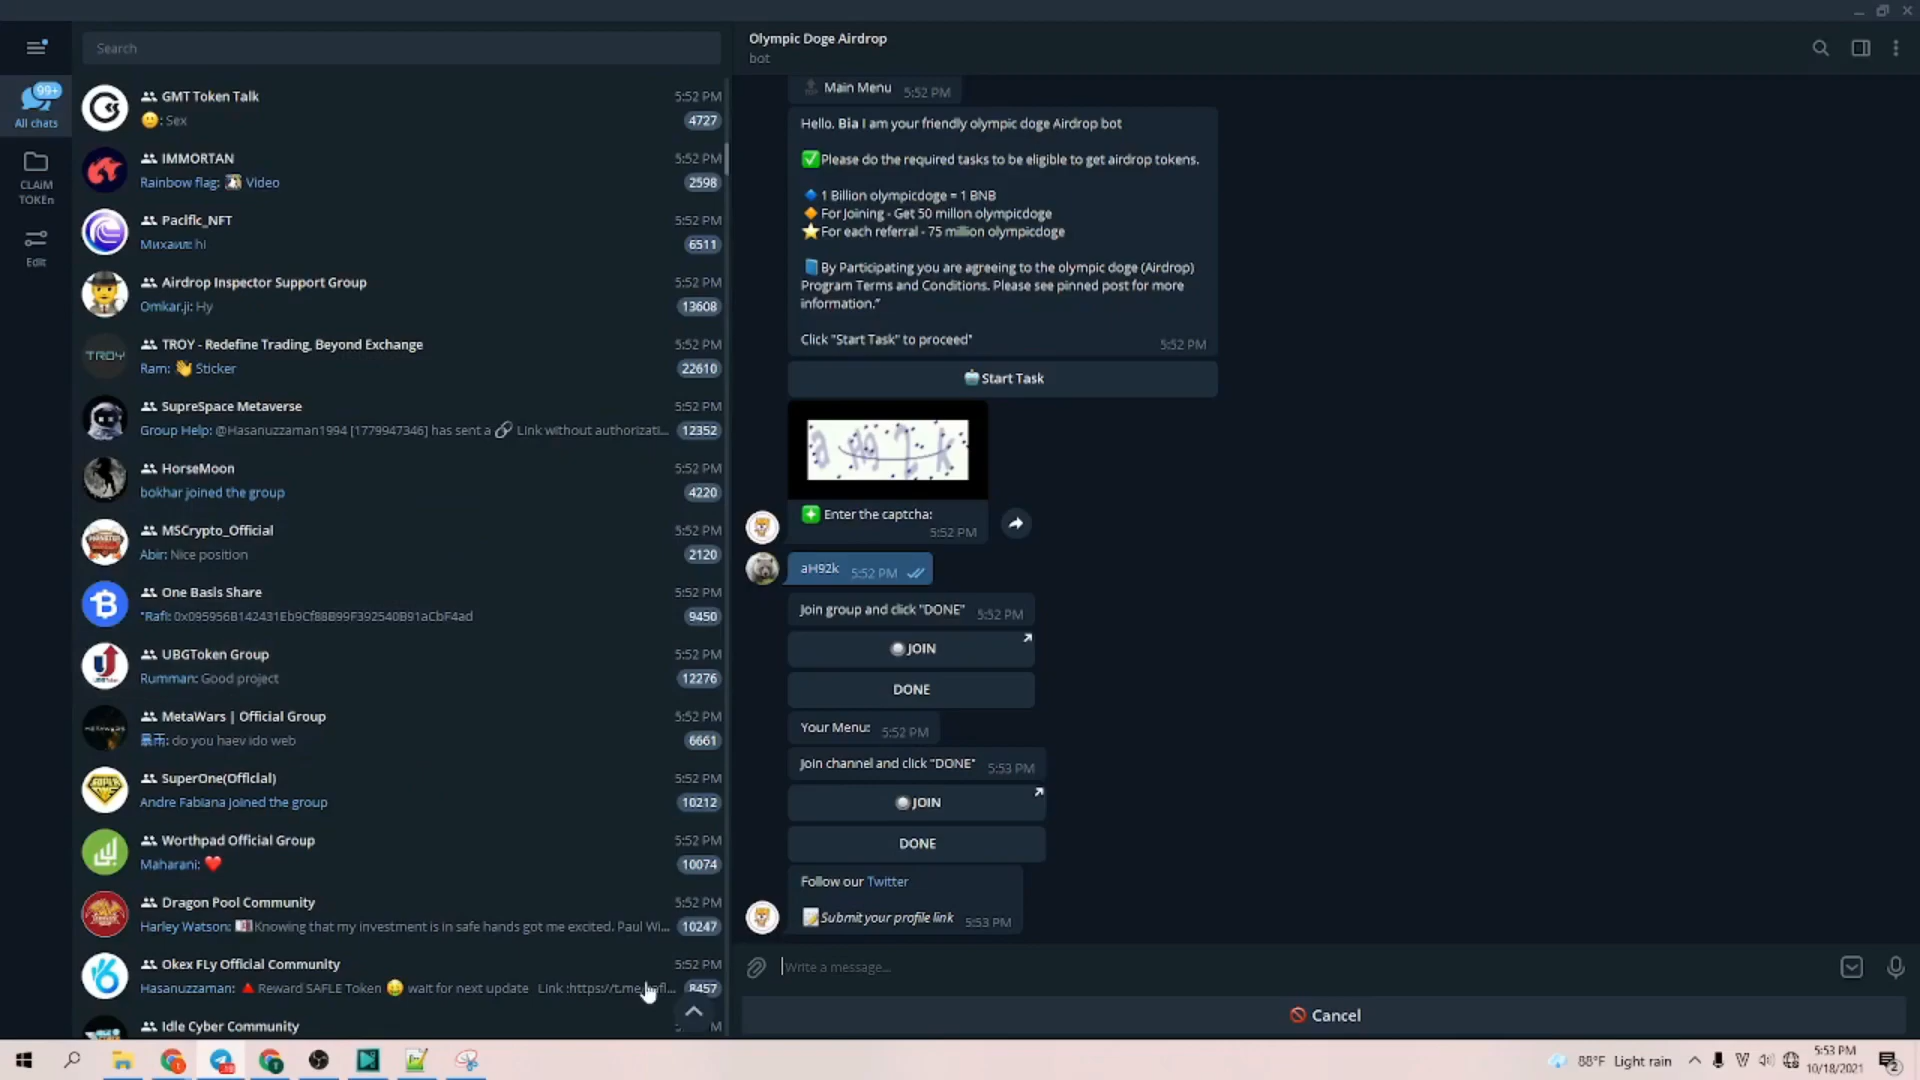 Search
99+
All chats
CLAiM
TOKEn
Edit
GMT Token Talk 5:52 PM
: Sex 4727
IMMORTAN 5:52 PM
Rainbow flag: Video 2598
Pacific_NFT 5:52 PM
Михаил: hi 6511
Airdrop Inspector Support Group 5:52 PM
Omkar.ji: Hy 13608
TROY
TROY - Redefine Trading, Beyond Exchange 5:52 PM
Ram: 👋 Sticker 22610
SupreSpace Metaverse 5:52 PM
Group Help: @Hasanuzzaman1994 [1779947346] has sent a 🔗 Link without authorizati... 12352
HorseMoon 5:52 PM
bokhar joined the group 4220
MSCrypto_Official 5:52 PM
Abir: Nice position 2120
One Basis Share 5:52 PM
9450
UBGToken Group 5:52 PM
Rumman: Good project 12276
MetaWars | Official Group 5:52 PM
do you haev ido web 6661
SuperOne(Official) 5:52 PM
Andre Fabiana joined the group 10212
Worthpad Official Group 5:52 PM
Maharani: ❤️ 10074
Dragon Pool Community 5:52 PM
Harley Watson: Knowing that my investment is in safe hands got me excited. Paul Wi... 10247
Okex FLy Official Community 5:52 PM
Hasanuzzaman: 🔺 Reward SAFLE Token 🤑 wait for next update Link :https://t.me 8457
Idle Cyber Community
Olympic Doge Airdrop
bot
Main Menu 5:52 PM
Hello. Bia I am your friendly olympic doge Airdrop bot
✅Please do the required tasks to be eligible to get airdrop tokens.
🔷 1 Billion olympicdoge = 1 BNB
🔶 For Joining - Get 50 millon olympicdoge
⭐For each referral - 75 million olympicdoge
📘By Participating you are agreeing to the olympic doge (Airdrop)
Program Terms and Conditions. Please see pinned post for more
information.”
Click "Start Task" to proceed" 5:52 PM
Start Task
Enter the captcha:
5:52 PM
aH92k 5:52 PM
Join group and click "DONE" 5:52 PM
JOIN
DONE
Your Menu: 5:52 PM
Join channel and click "DONE" 5:53 PM
JOIN
DONE
Follow our Twitter
📝Submit your profile link 5:53 PM
Write a message...
🚫 Cancel
88°F Light rain
5:53 PM
10/18/2021
2